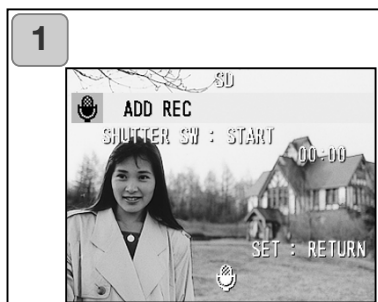 1
SD
ADD REC
SHUTTER SW : START
00:00
SET : RETURN